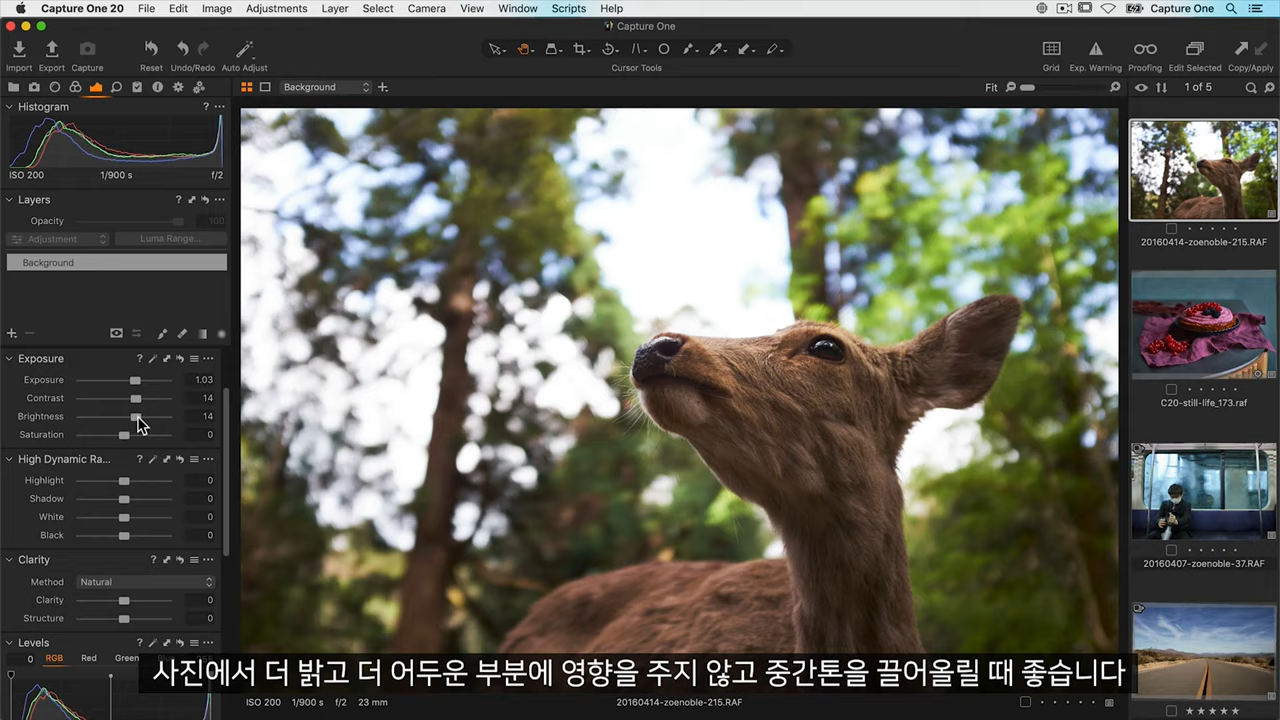 Capture One 20 File Edit Image Adjustments Layer Select Camera View Window Scripts Help Capture One
Capture One
Import Export Capture Reset Undo/Redo Auto Adjust Cursor Tools Grid Exp. Warning Proofing Edit Selected Copy/Apply
Background Fit 1 of 5
Histogram ?
ISO 200 1/900 s f/2
Layers ?
Opacity 100
Adjustment Luma Range...
Background
Exposure ?
Exposure 1.03
Contrast 14
Brightness 14
Saturation 0
High Dynamic Ra... ?
Highlight 0
Shadow 0
White 0
Black 0
Clarity ?
Method Natural
Clarity 0
Structure 0
Levels ?
0 RGB Red Green
20160414-zoenoble-215.RAF
C20-still-life_173.raf
20160407-zoenoble-37.RAF
사진에서 더 밝고 더 어두운 부분에 영향을 주지 않고 중간톤을 끌어올릴 때 좋습니다
ISO 200 1/900 s f/2 23 mm 20160414-zoenoble-215.RAF